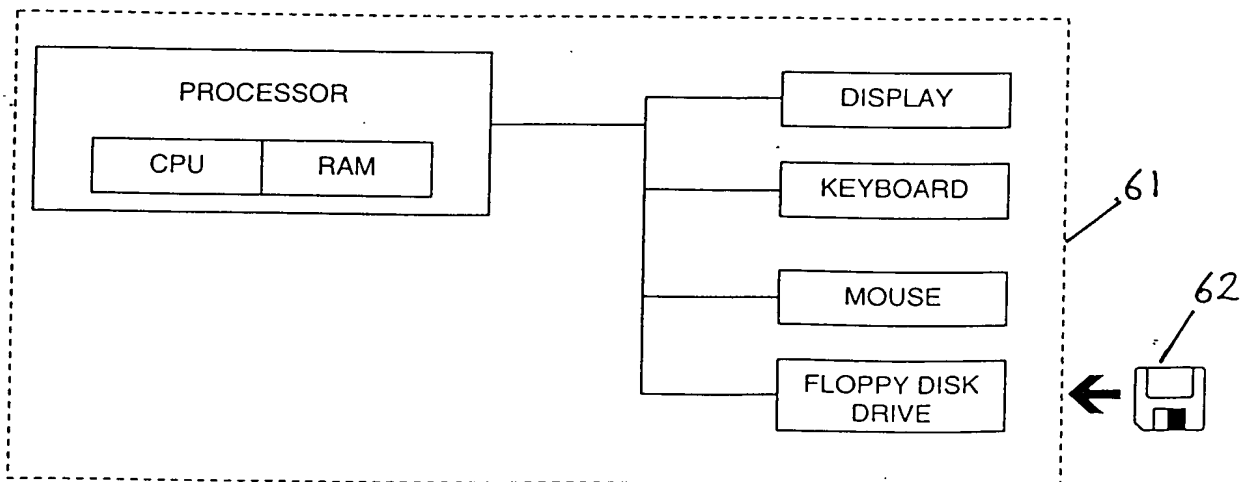 PROCESSOR
CPU
RAM
DISPLAY
KEYBOARD
MOUSE
FLOPPY DISK
DRIVE
61
62